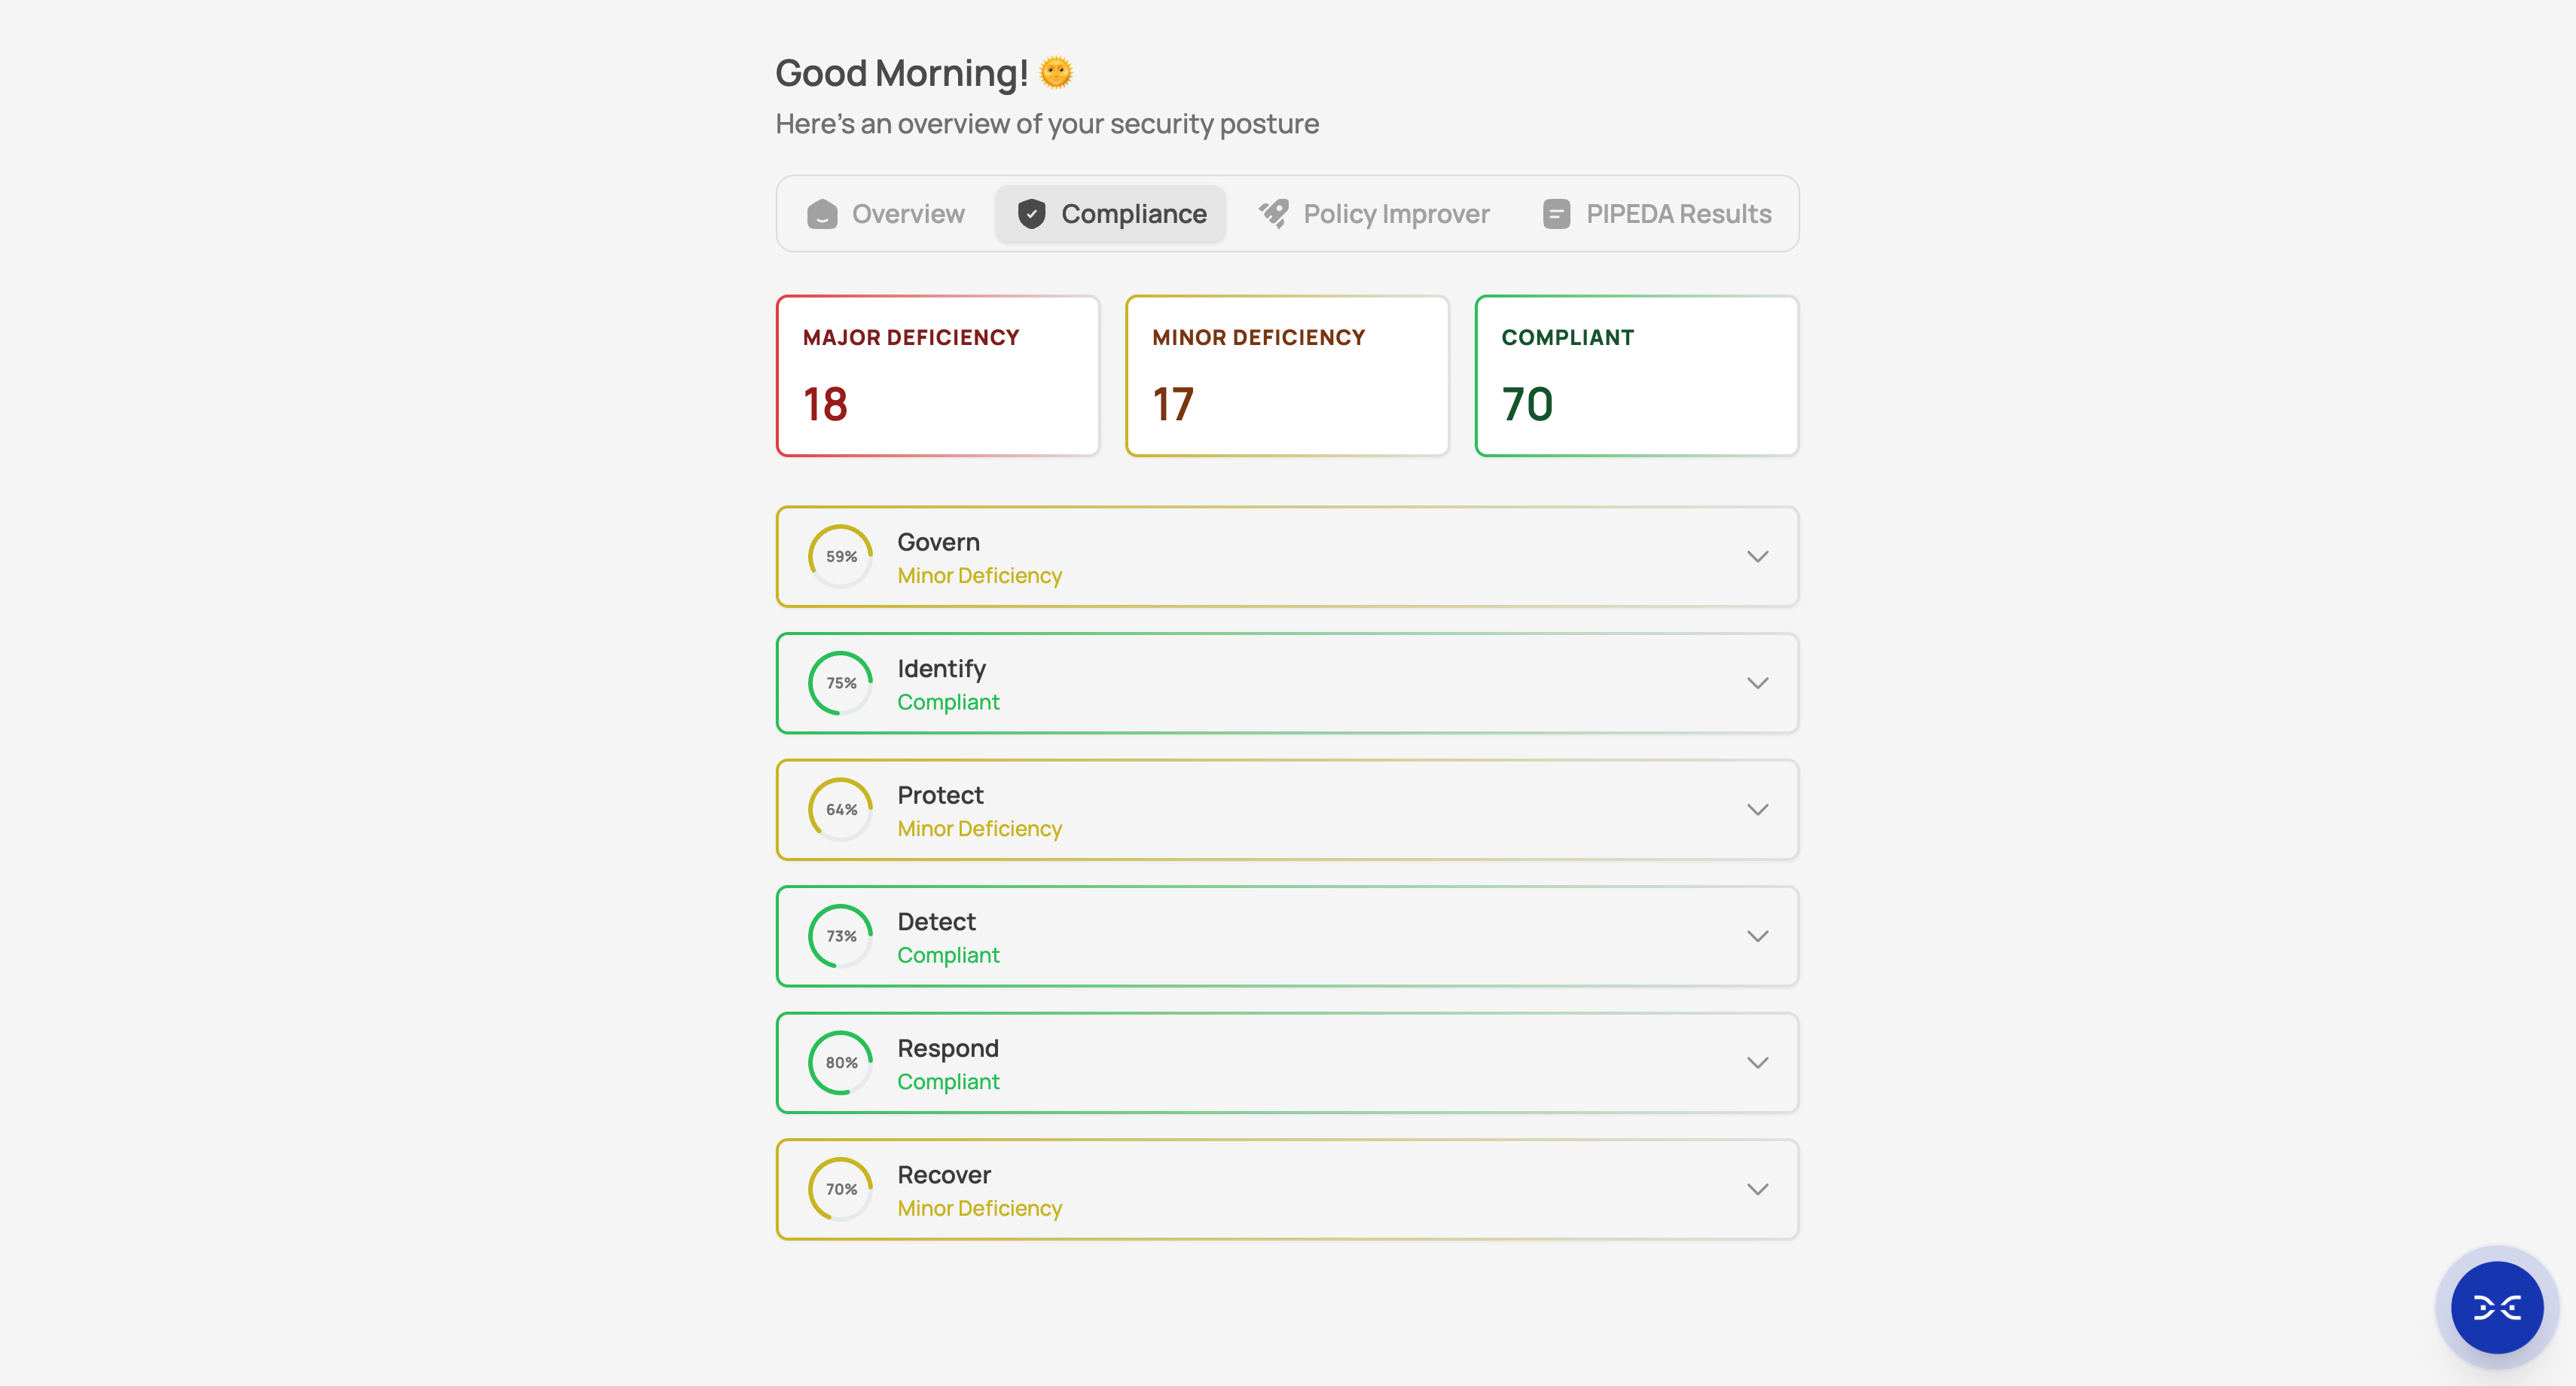 Good Morning! 🌞
Here's an overview of your security posture
Overview Compliance Policy Improver PIPEDA Results
MAJOR DEFICIENCY MINOR DEFICIENCY COMPLIANT
18 17 70
59% Govern
Minor Deficiency
75% Identify
Compliant
64% Protect
Minor Deficiency
73% Detect
Compliant
80% Respond
Compliant
70% Recover
Minor Deficiency